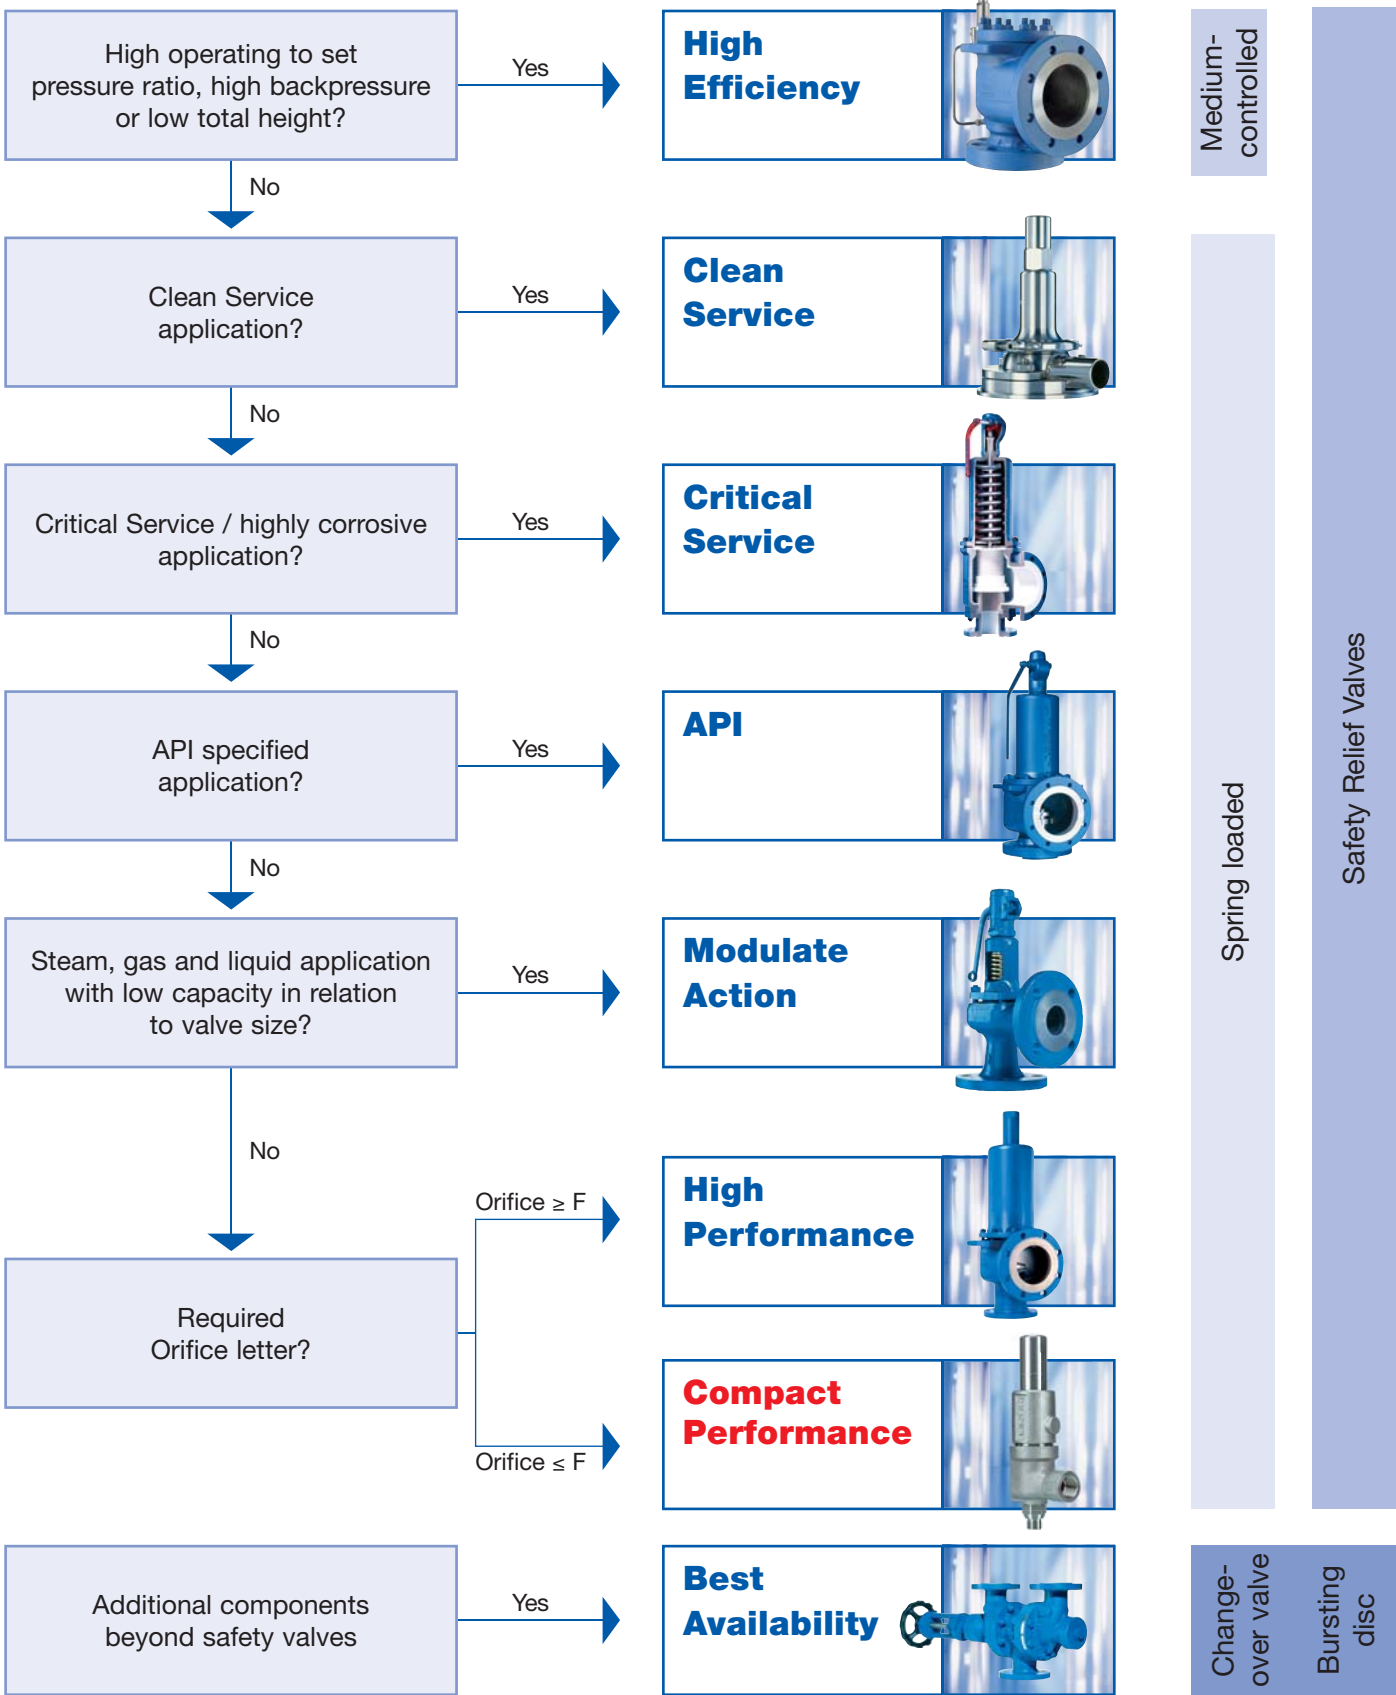 High operating to set
pressure ratio, high backpressure
or low total height?
Yes
High
Efficiency
Medium-
controlled
No
Clean Service
application?
Yes
Clean
Service
No
Critical Service / highly corrosive
application?
Yes
Critical
Service
No
API specified
application?
Yes
API
No
Steam, gas and liquid application
with low capacity in relation
to valve size?
Yes
Modulate
Action
No
Required
Orifice letter?
Orifice ≥ F
High
Performance
Orifice ≤ F
Compact
Performance
Spring loaded
Safety Relief Valves
Additional components
beyond safety valves
Yes
Best
Availability
Change-
over valve
Bursting
disc